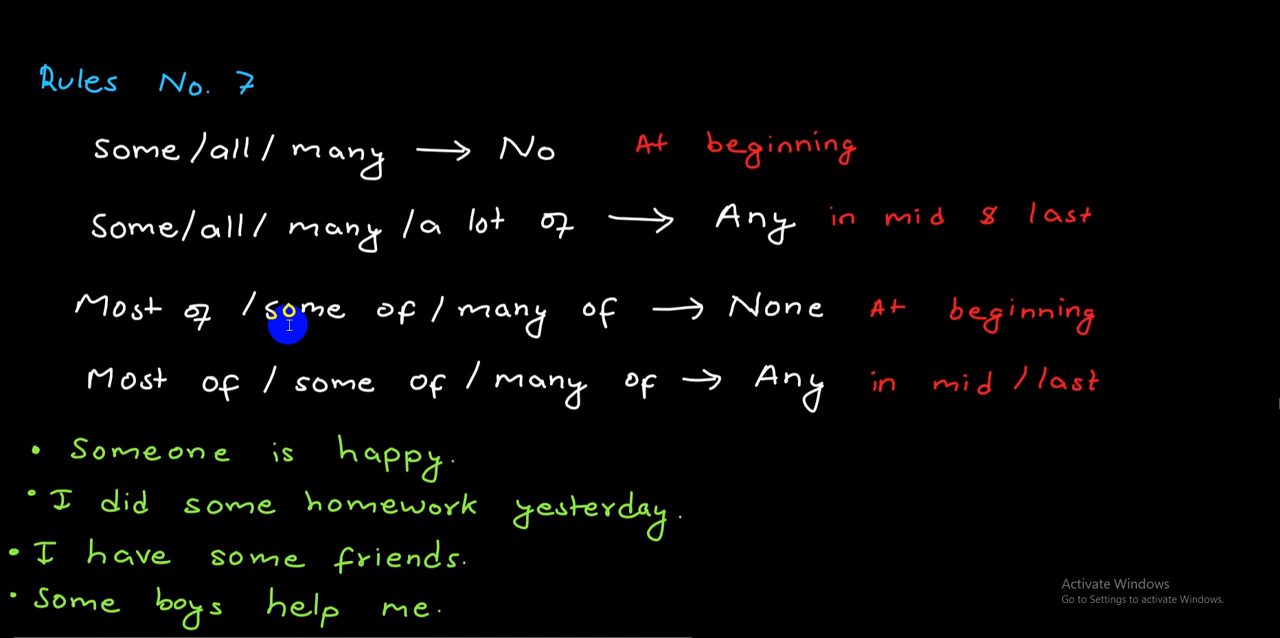 Rules No. 7
Some/all/ many → No At beginning
Some/all/ many /a lot of → Any in mid & last
Most of /some of / many of → None At beginning
Most of / some of / many of → Any in mid / last
• Someone is happy.
• I did some homework yesterday.
• I have some friends.
• Some boys help me.
Activate Windows
Go to Settings to activate Windows.